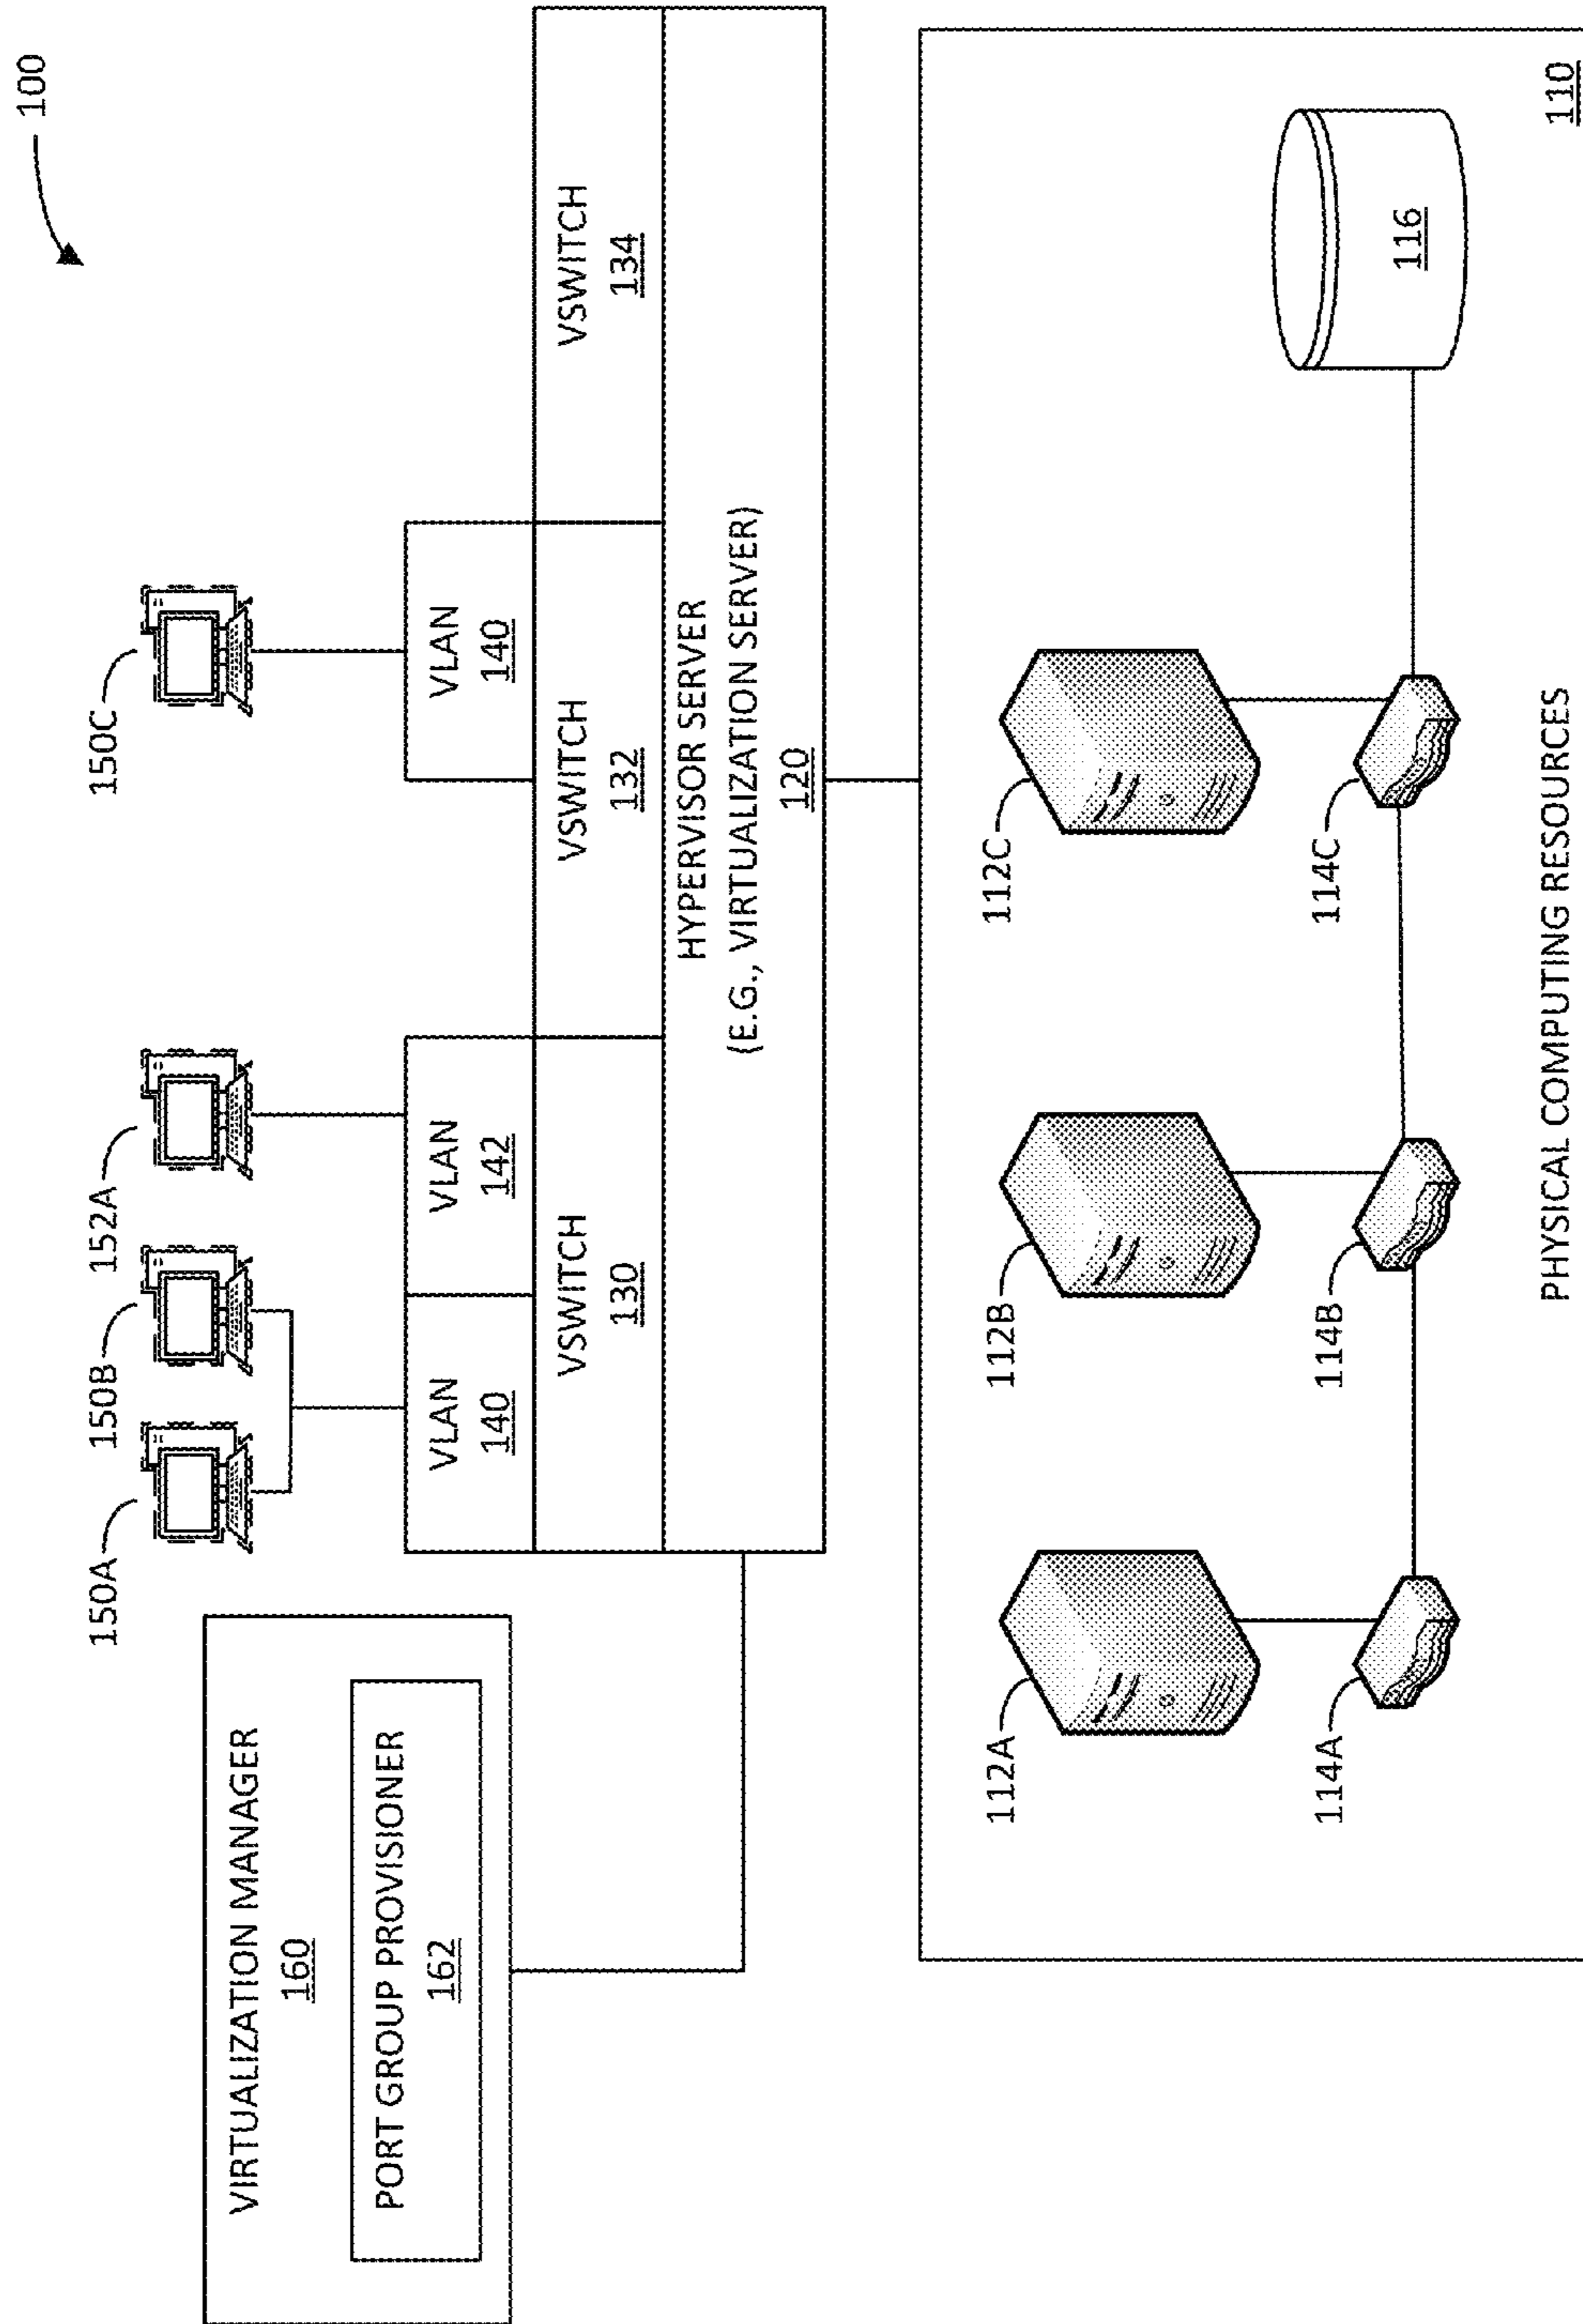 100
150A
150B
152A
150C
VIRTUALIZATION MANAGER
160
PORT GROUP PROVISIONER
162
VLAN
140
VLAN
142
VLAN
140
VSWITCH
130
VSWITCH
132
VSWITCH
134
HYPERVISOR SERVER
(E.G., VIRTUALIZATION SERVER)
120
112A
112B
112C
114A
114B
114C
116
PHYSICAL COMPUTING RESOURCES
110